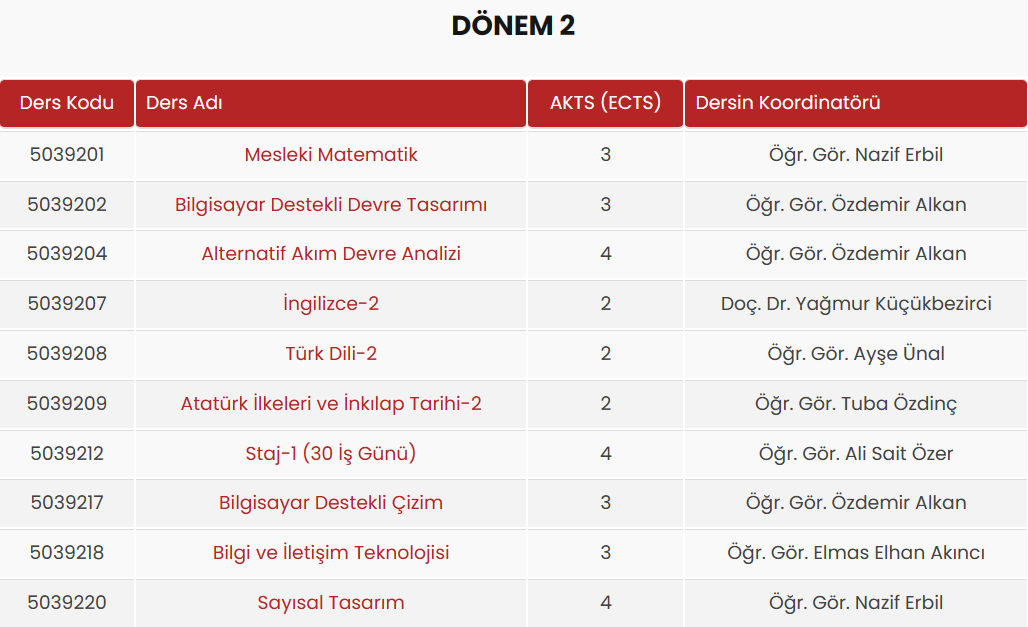 DÖNEM 2
Ders Kodu Ders Adı AKTS (ECTS) Dersin Koordinatörü
5039201 Mesleki Matematik 3 Öğr. Gör. Nazif Erbil
5039202 Bilgisayar Destekli Devre Tasarımı 3 Öğr. Gör. Özdemir Alkan
5039204 Alternatif Akım Devre Analizi 4 Öğr. Gör. Özdemir Alkan
5039207 İngilizce-2 2 Doç. Dr. Yağmur Küçükbezirci
5039208 Türk Dili-2 2 Öğr. Gör. Ayşe Ünal
5039209 Atatürk İlkeleri ve İnkılap Tarihi-2 2 Öğr. Gör. Tuba Özdinç
5039212 Staj-1 (30 İş Günü) 4 Öğr. Gör. Ali Sait Özer
5039217 Bilgisayar Destekli Çizim 3 Öğr. Gör. Özdemir Alkan
5039218 Bilgi ve İletişim Teknolojisi 3 Öğr. Gör. Elmas Elhan Akıncı
5039220 Sayısal Tasarım 4 Öğr. Gör. Nazif Erbil